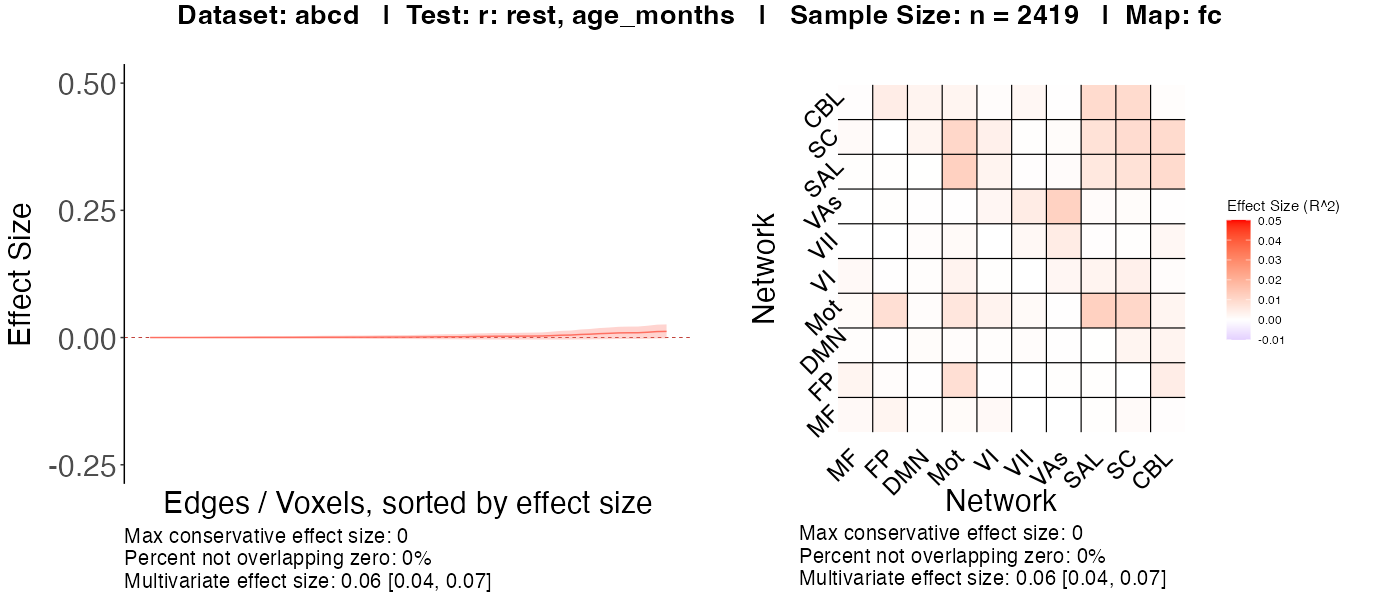 Dataset: abcd | Test: r: rest, age_months | Sample Size: n = 2419 | Map: fc
Effect Size
0.50
0.25
0.00
-0.25
Edges / Voxels, sorted by effect size
Max conservative effect size: 0
Percent not overlapping zero: 0%
Multivariate effect size: 0.06 [0.04, 0.07]
Network
CBL
SC
SAL
VAs
VII
VI
Mot
DMN
FP
MF
MF FP DMN Mot VI VII VAs SAL SC CBL
Network
Max conservative effect size: 0
Percent not overlapping zero: 0%
Multivariate effect size: 0.06 [0.04, 0.07]
Effect Size (R^2)
0.05
0.04
0.03
0.02
0.01
0.00
-0.01